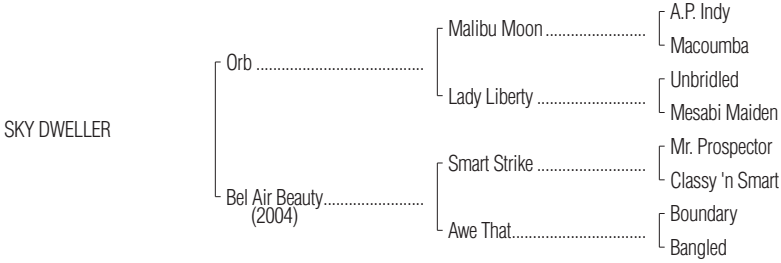 A.P. Indy
Malibu Moon ......................
Macoumba
Orb ....................................
Unbridled
Lady Liberty ........................
Mesabi Maiden
SKY DWELLER
Mr. Prospector
Smart Strike ........................
Classy 'n Smart
Bel Air Beauty......................
(2004)
Boundary
Awe That..............................
Bangled